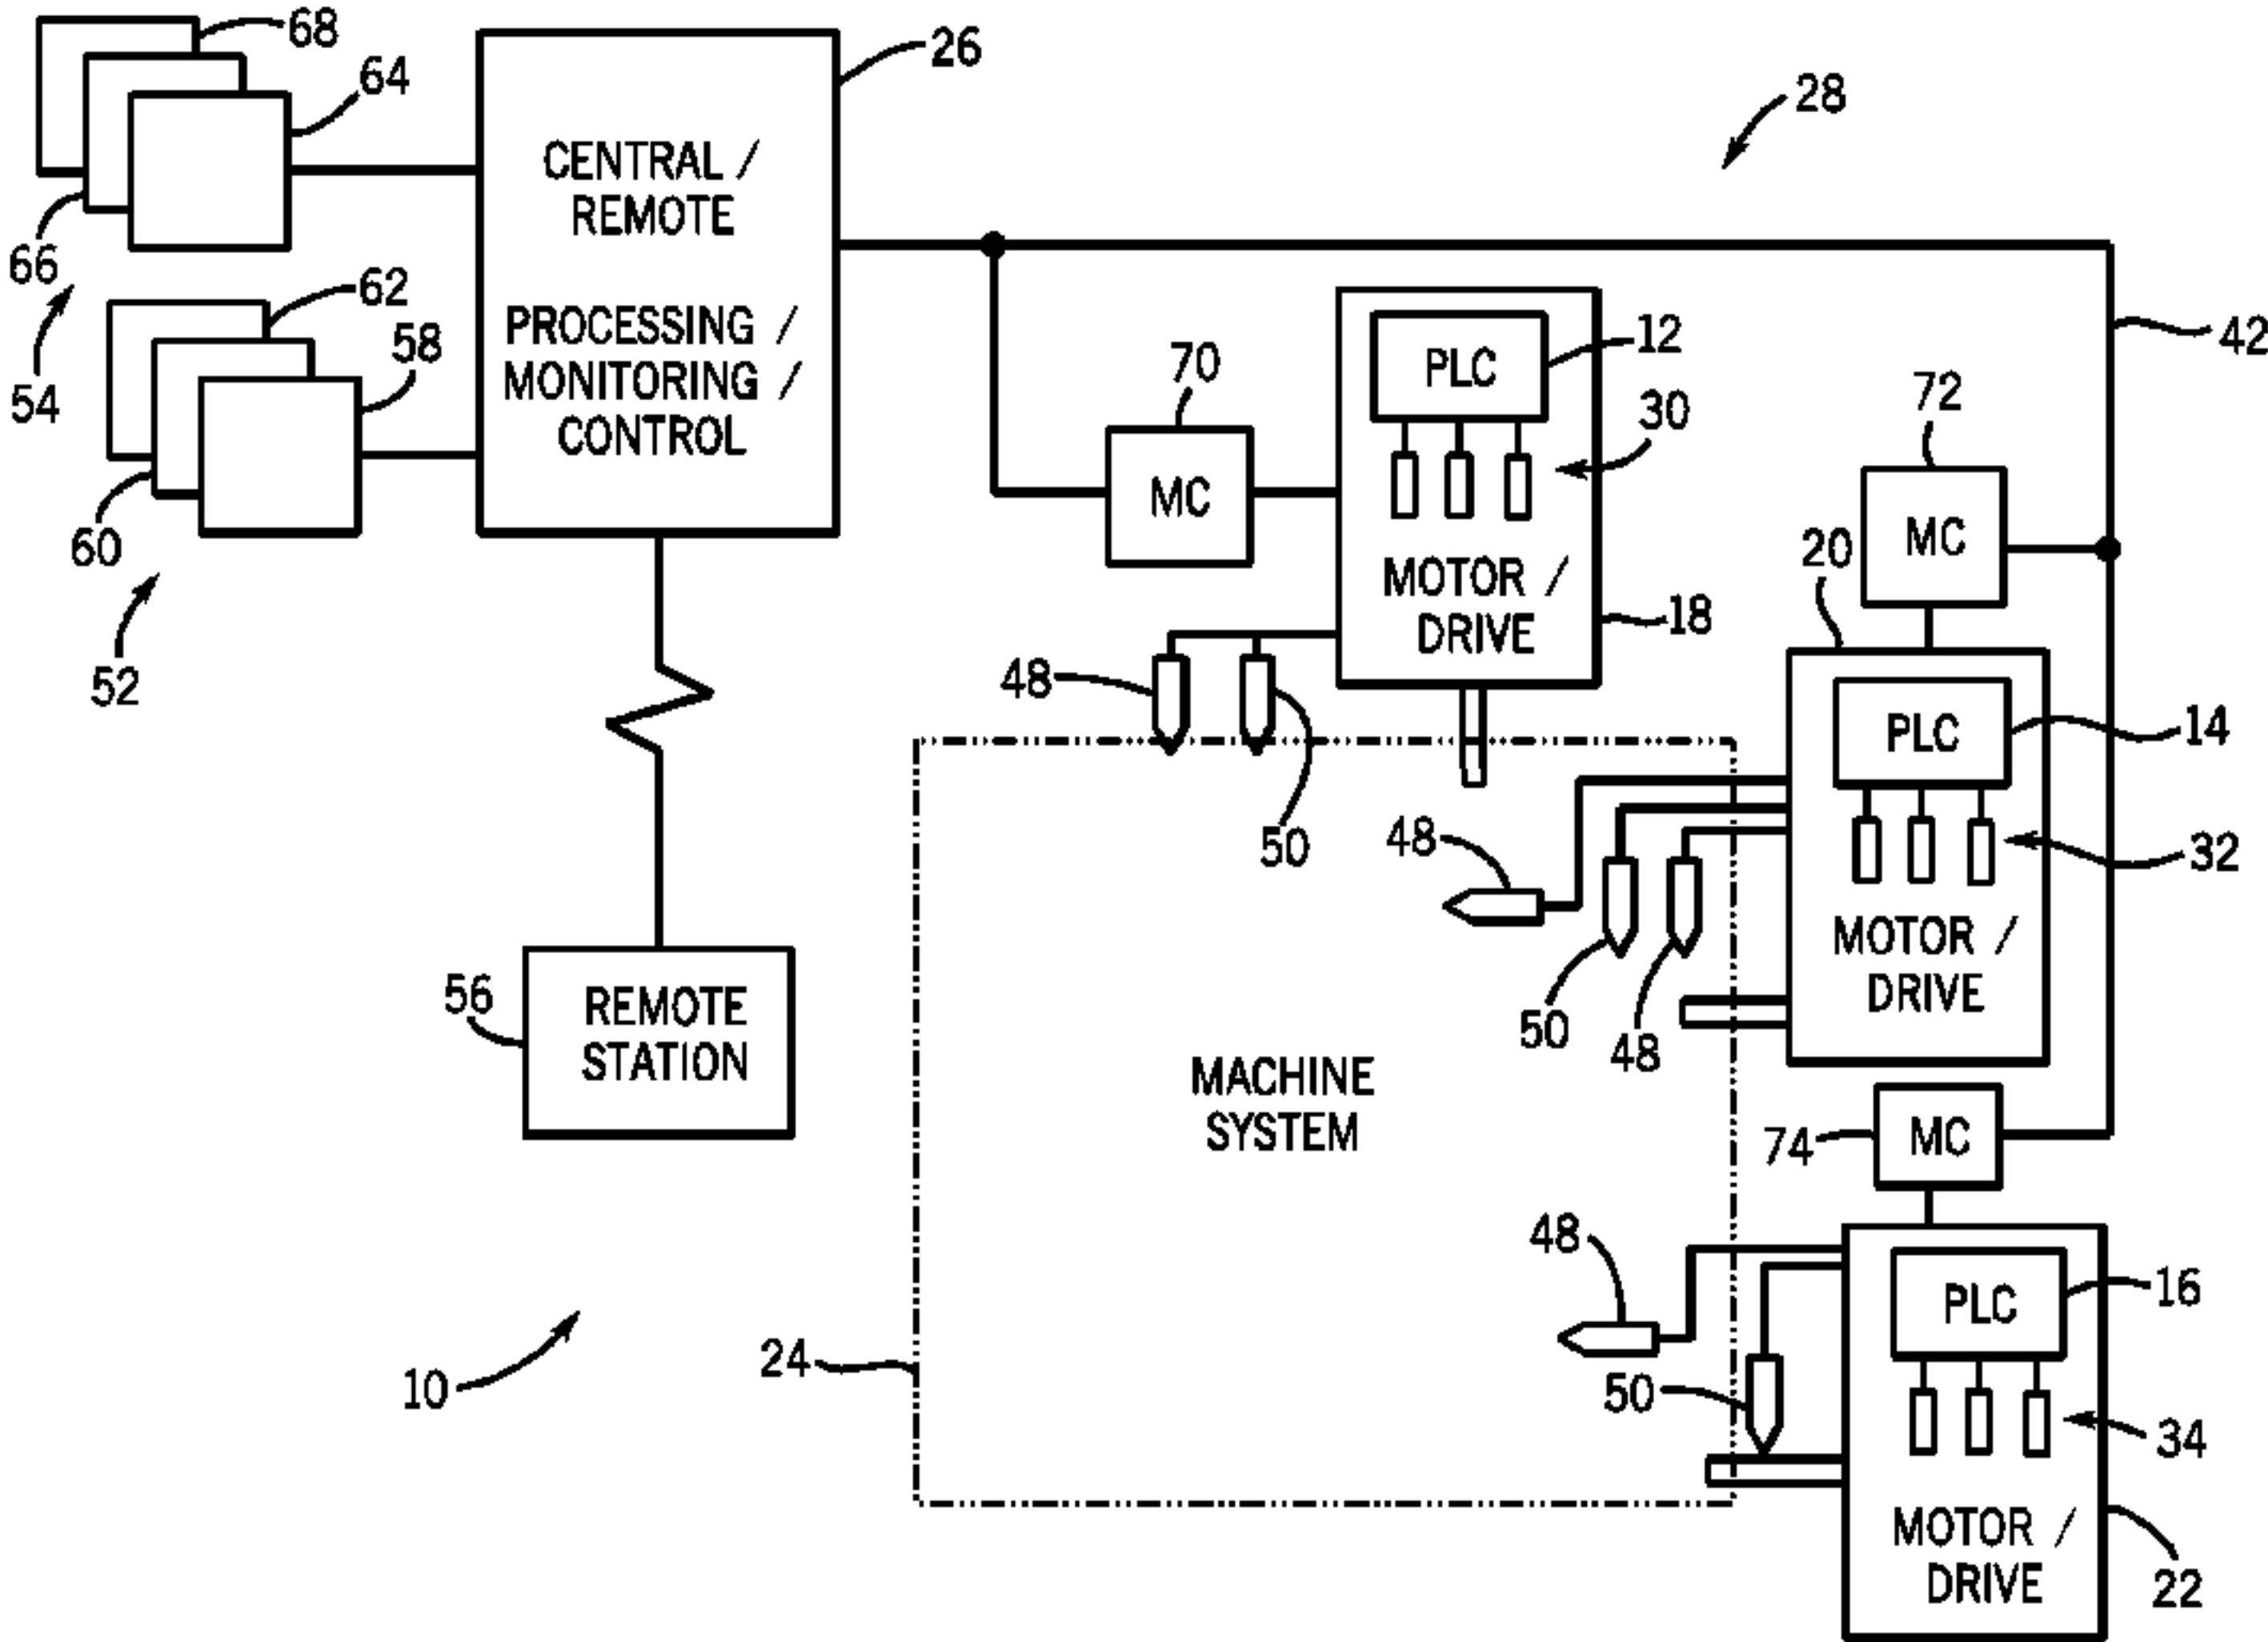 68
64
26
28
CENTRAL /
REMOTE
PROCESSING /
MONITORING /
CONTROL
66
62
54
58
60
52
42
PLC
12
70
30
72
MC
MC
20
MOTOR /
DRIVE
18
48
50
PLC
14
48
32
50
48
MOTOR /
DRIVE
56
REMOTE
STATION
MACHINE
SYSTEM
74
MC
48
PLC
16
10
24
50
34
MOTOR /
DRIVE
22